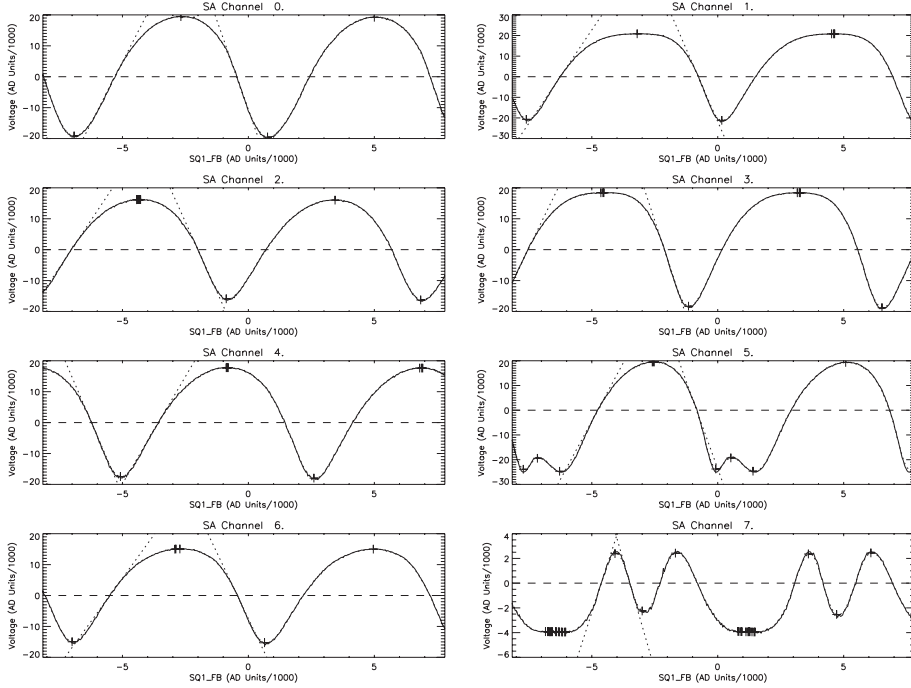 SA Channel 0.
Voltage (AD Units/1000)
20
10
0
-10
-20
-5 0 5
SQ1_FB (AD Units/1000)
SA Channel 1.
Voltage (AD Units/1000)
30
20
10
0
-10
-20
-30
-5 0 5
SQ1_FB (AD Units/1000)
SA Channel 2.
Voltage (AD Units/1000)
20
10
0
-10
-20
-5 0 5
SQ1_FB (AD Units/1000)
SA Channel 3.
Voltage (AD Units/1000)
20
10
0
-10
-20
-5 0 5
SQ1_FB (AD Units/1000)
SA Channel 4.
Voltage (AD Units/1000)
20
10
0
-10
-20
-5 0 5
SQ1_FB (AD Units/1000)
SA Channel 5.
Voltage (AD Units/1000)
20
10
0
-10
-20
-30
-5 0 5
SQ1_FB (AD Units/1000)
SA Channel 6.
Voltage (AD Units/1000)
20
10
0
-10
-20
-5 0 5
SQ1_FB (AD Units/1000)
SA Channel 7.
Voltage (AD Units/1000)
4
2
0
-2
-4
-6
-5 0 5
SQ1_FB (AD Units/1000)